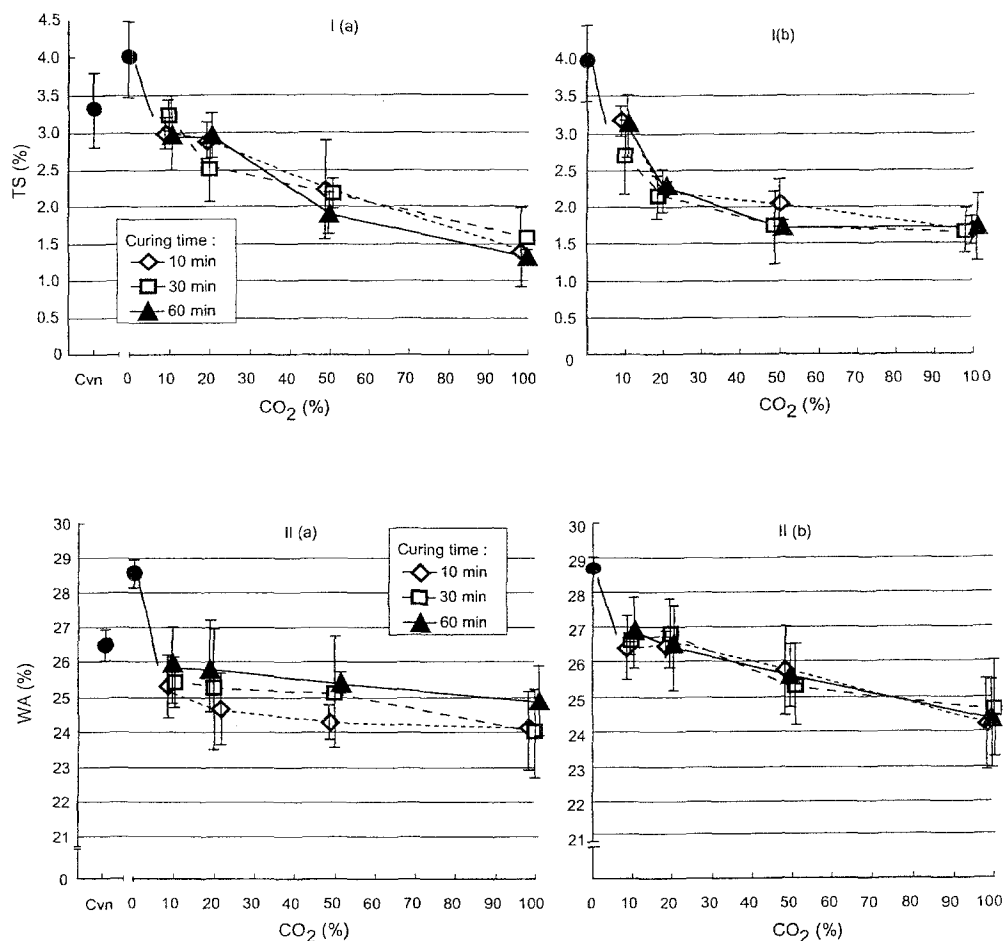 I (a)
4.5
4.0
3.5
3.0
2.5
2.0
1.5
1.0
0.5
0
TS (%)
Curing time :
10 min
30 min
60 min
Cvn 0 10 20 30 40 50 60 70 80 90 100
CO2 (%)
I(b)
4.0
3.5
3.0
2.5
2.0
1.5
1.0
0.5
0
10 20 30 40 50 60 70 80 90 100
CO2 (%)
II (a)
30
29
28
27
26
25
24
23
22
21
0
WA (%)
Curing time :
10 min
30 min
60 min
Cvn 0 10 20 30 40 50 60 70 80 90 100
CO2 (%)
II (b)
30
29
28
27
26
25
24
23
22
21
0
0 10 20 30 40 50 60 70 80 90 100
CO2 (%)